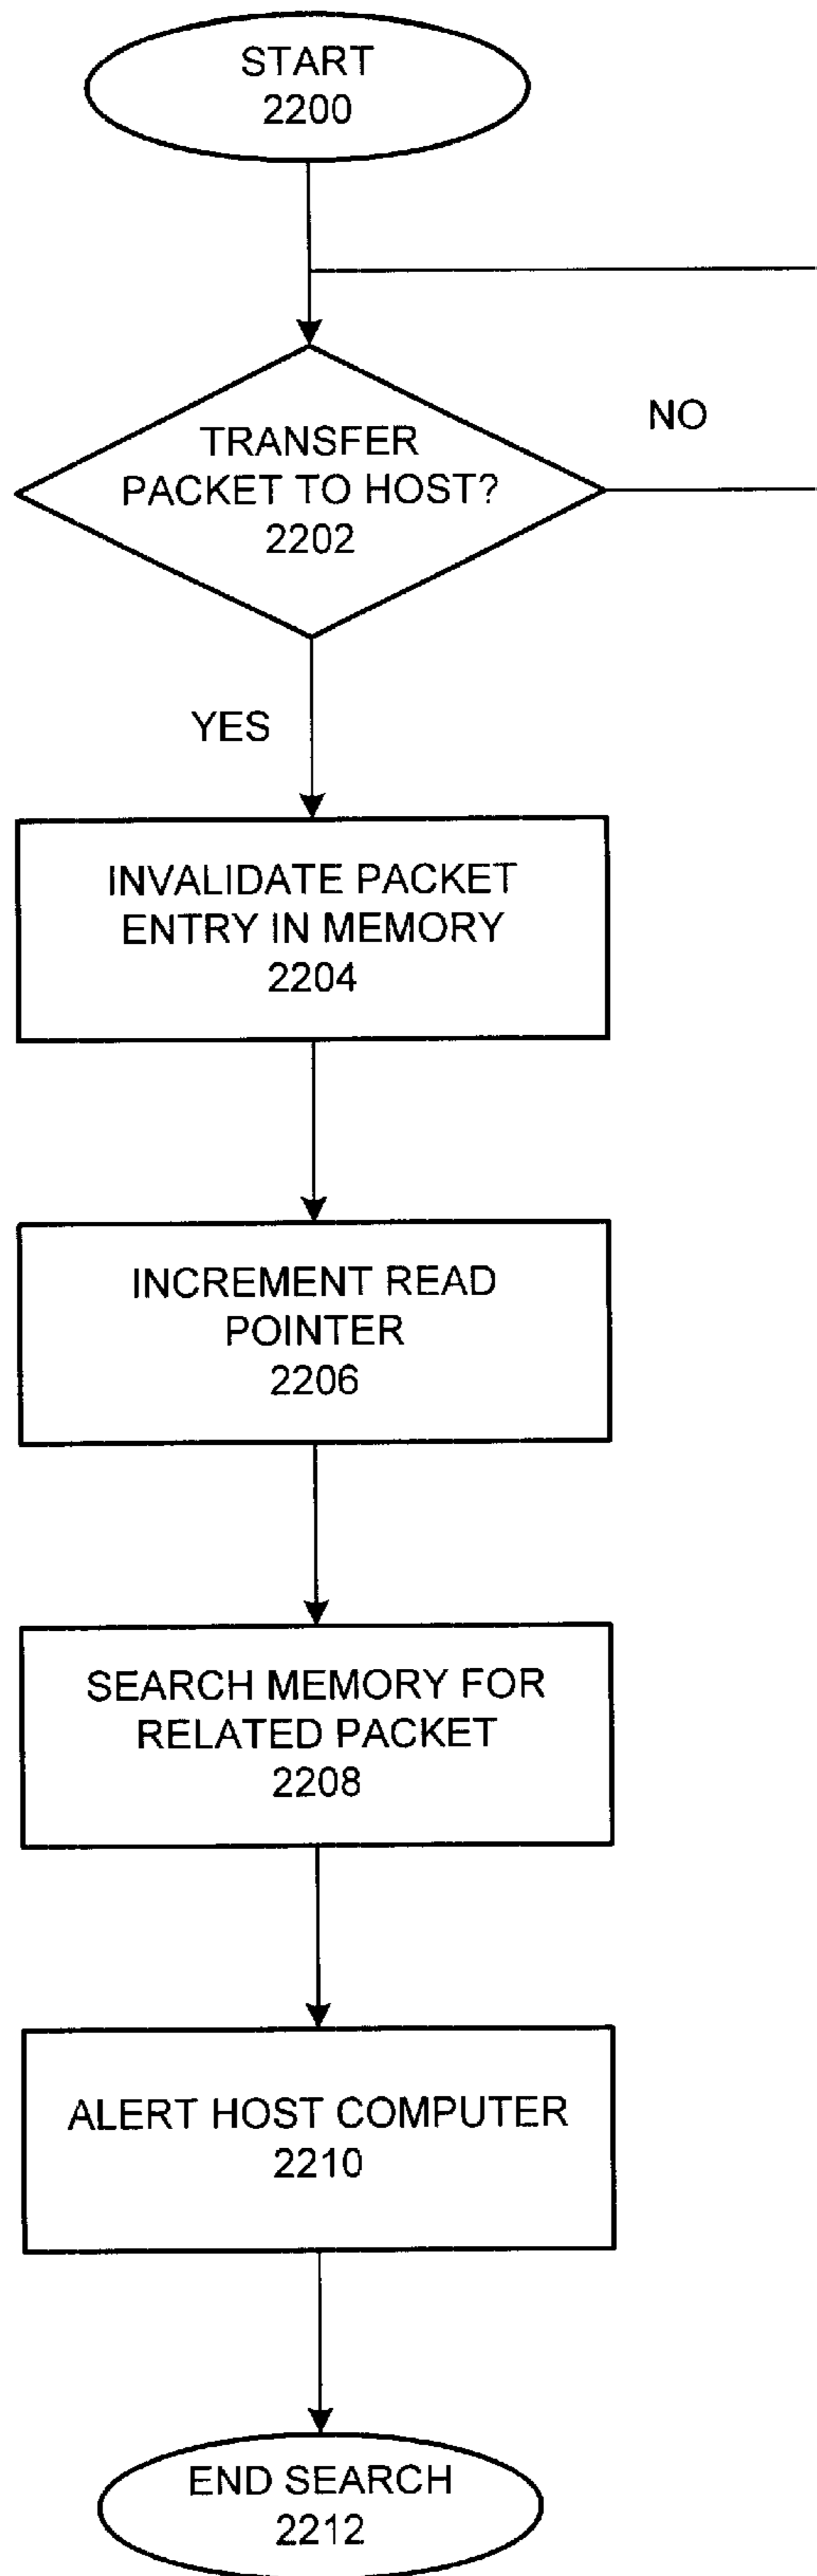 START
2200
TRANSFER
PACKET TO HOST?
2202
NO
YES
INVALIDATE PACKET
ENTRY IN MEMORY
2204
INCREMENT READ
POINTER
2206
SEARCH MEMORY FOR
RELATED PACKET
2208
ALERT HOST COMPUTER
2210
END SEARCH
2212